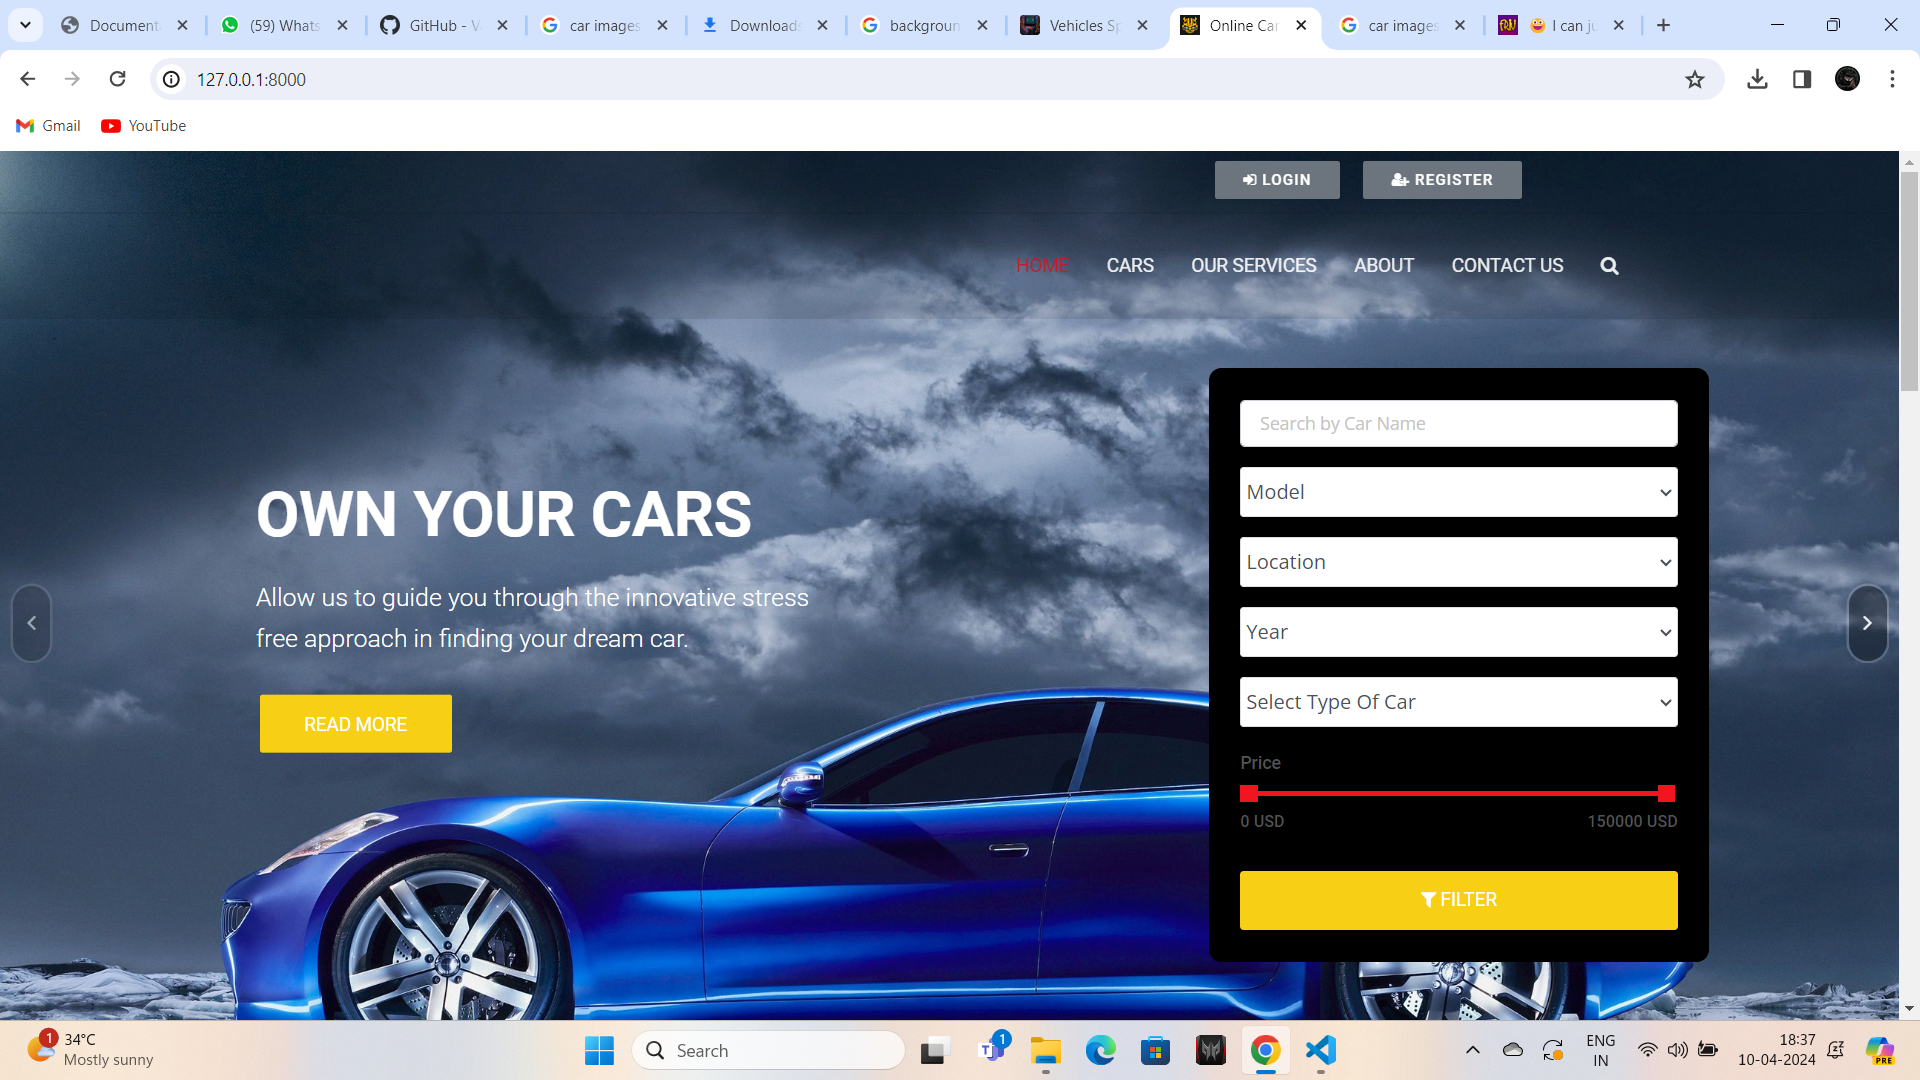 Document
(59) Whats
GitHub - V
car images
Downloads
backgroun
Vehicles Sp
Online Car
car images
I can ju
127.0.0.1:8000
Gmail
YouTube
LOGIN
REGISTER
HOME
CARS
OUR SERVICES
ABOUT
CONTACT US
OWN YOUR CARS
Allow us to guide you through the innovative stress
free approach in finding your dream car.
READ MORE
Search by Car Name
Model
Location
Year
Select Type Of Car
Price
0 USD
150000 USD
FILTER
1
34°C
Mostly sunny
Search
1
ENG
IN
18:37
10-04-2024
PRE